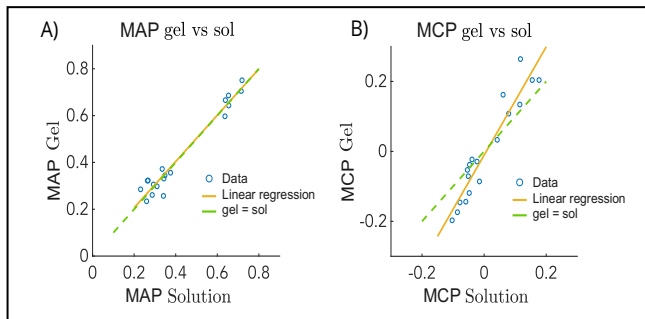 A) MAP gel vs sol
0.8
0.6
0.4
0.2
0
MAP Gel
Data
Linear regression
gel = sol
0 0.2 0.4 0.6 0.8
MAP Solution
B) MCP gel vs sol
0.2
0
-0.2
MCP Gel
Data
Linear regression
gel = sol
-0.2 0 0.2
MCP Solution